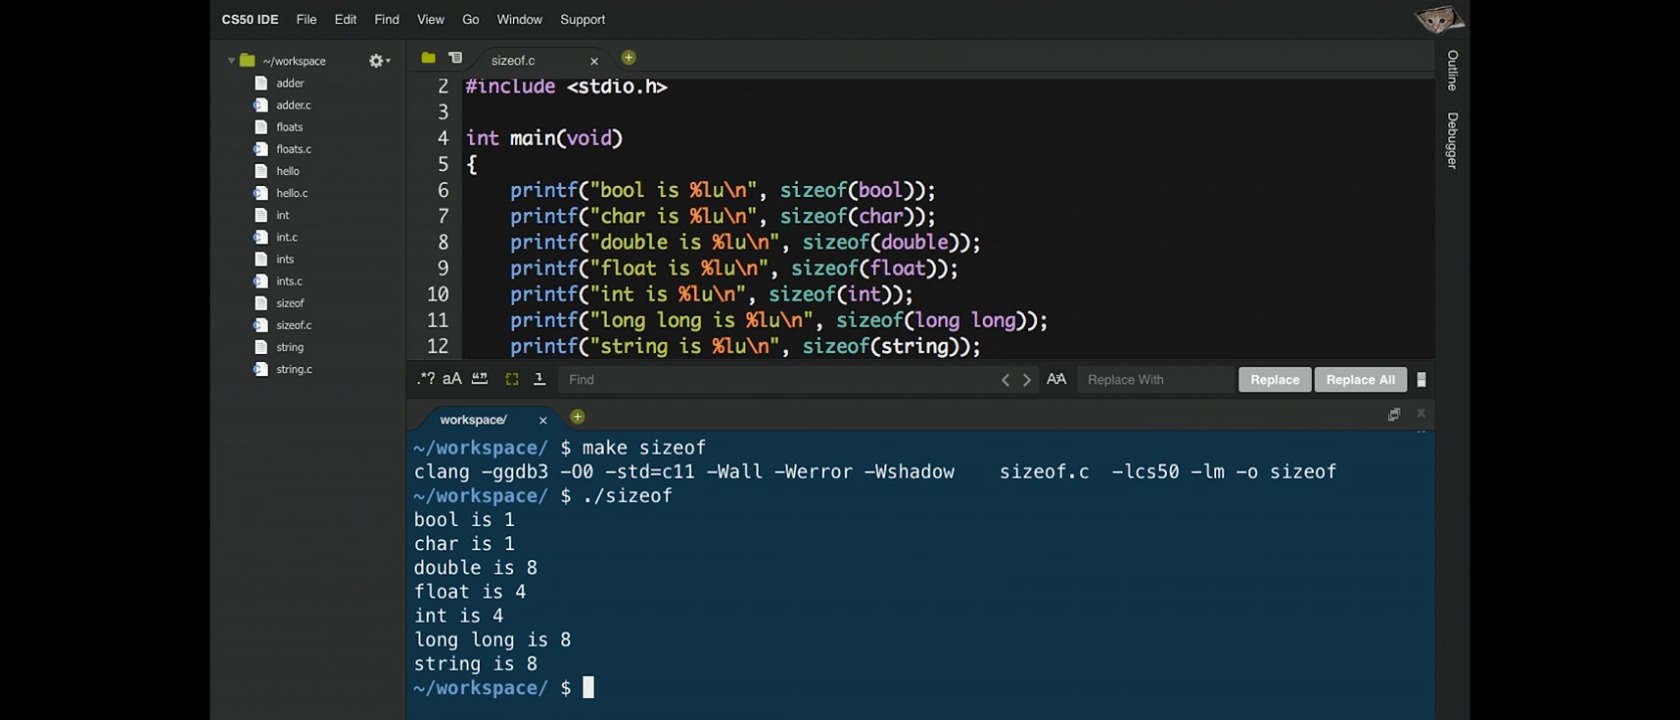 CS50 IDE File Edit Find View Go Window Support
~/workspace
adder
adder.c
floats
floats.c
hello
hello.c
int
int.c
ints
ints.c
sizeof
sizeof.c
string
string.c
sizeof.c
2 #include <stdio.h>
3
4 int main(void)
5 {
6 printf("bool is %lu\n", sizeof(bool));
7 printf("char is %lu\n", sizeof(char));
8 printf("double is %lu\n", sizeof(double));
9 printf("float is %lu\n", sizeof(float));
10 printf("int is %lu\n", sizeof(int));
11 printf("long long is %lu\n", sizeof(long long));
12 printf("string is %lu\n", sizeof(string));
.*? aA Find Replace With Replace Replace All
workspace/
~/workspace/ $ make sizeof
clang -ggdb3 -O0 -std=c11 -Wall -Werror -Wshadow sizeof.c -lcs50 -lm -o sizeof
~/workspace/ $ ./sizeof
bool is 1
char is 1
double is 8
float is 4
int is 4
long long is 8
string is 8
~/workspace/ $
Outline
Debugger